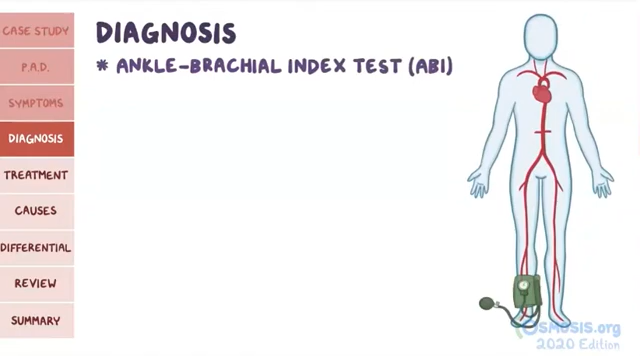 CASE STUDY
P.A.D.
SYMPTOMS
DIAGNOSIS
TREATMENT
CAUSES
DIFFERENTIAL
REVIEW
SUMMARY
DIAGNOSIS
* ANKLE-BRACHIAL INDEX TEST (ABI)
OSMOSIS.org
2020 Edition